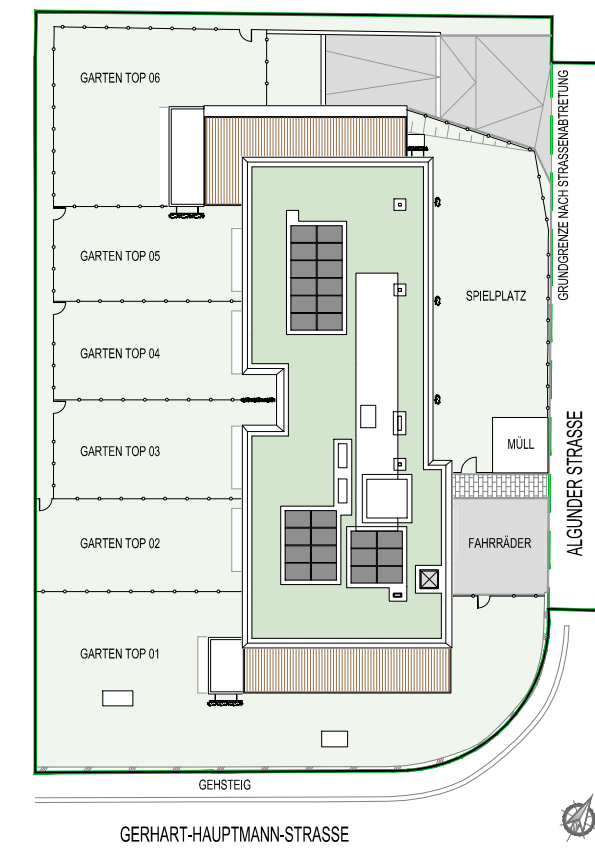 GARTEN TOP 06
GRUNDGRENZE NACH STRASSENABTRETUNG
GARTEN TOP 05
SPIELPLATZ
GARTEN TOP 04
GARTEN TOP 03
MÜLL
ALGUNDER STRASSE
GARTEN TOP 02
FAHRRÄDER
GARTEN TOP 01
GEHSTEIG
GERHART-HAUPTMANN-STRASSE